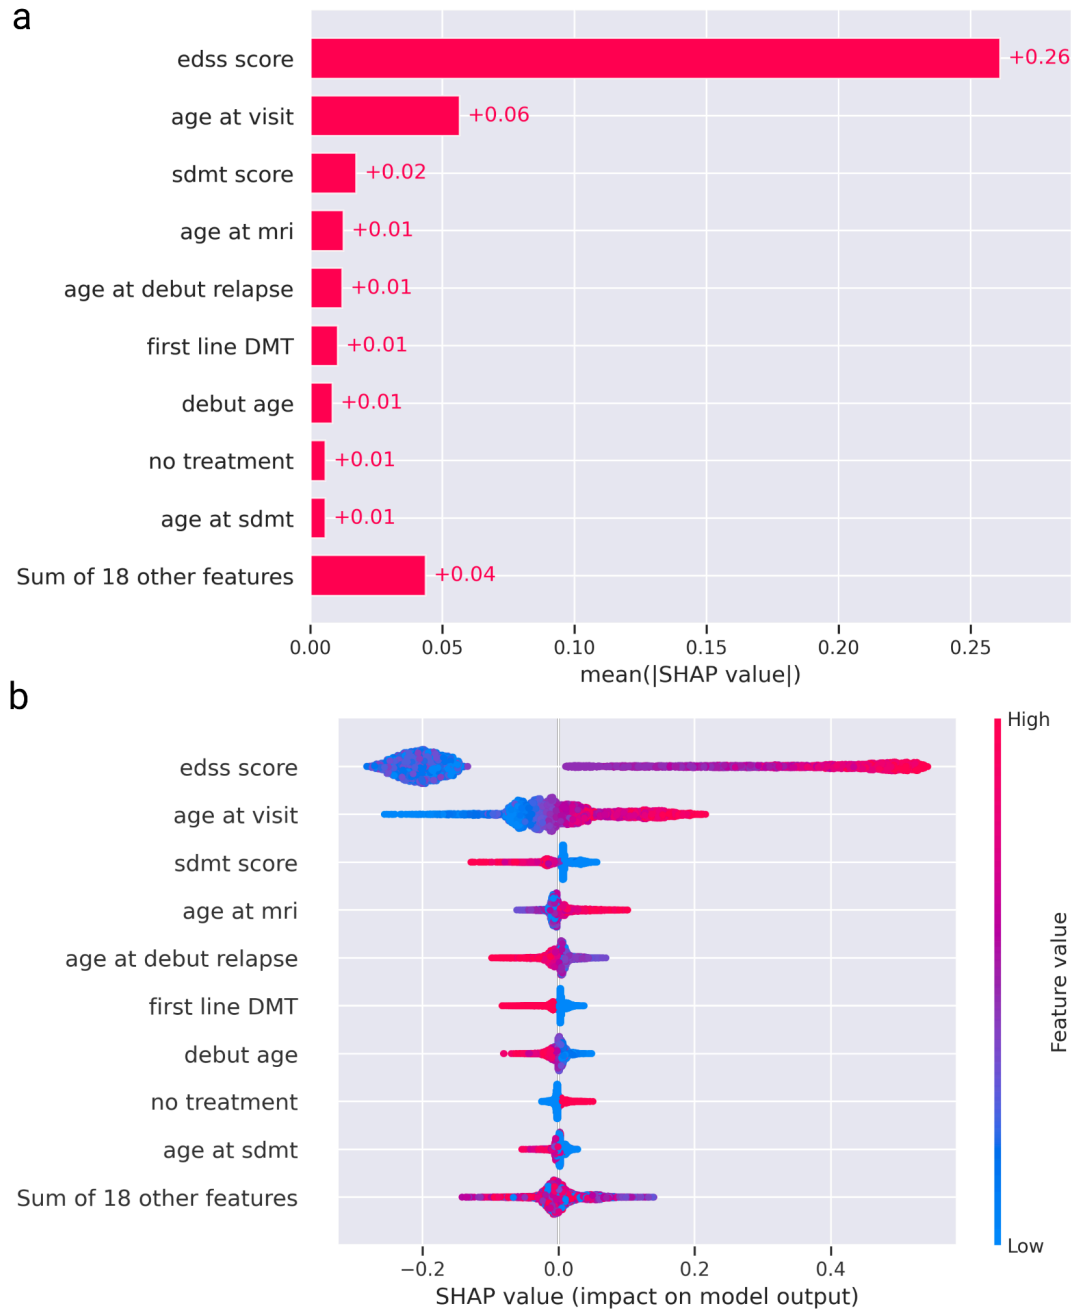 a
edss score
+0.26
age at visit
+0.06
sdmt score
+0.02
age at mri
+0.01
age at debut relapse
+0.01
first line DMT
+0.01
debut age
+0.01
no treatment
+0.01
age at sdmt
+0.01
Sum of 18 other features
+0.04
0.00 0.05 0.10 0.15 0.20 0.25
mean(|SHAP value|)
b
High
edss score
age at visit
sdmt score
age at mri
age at debut relapse
first line DMT
debut age
no treatment
age at sdmt
Sum of 18 other features
Feature value
Low
−0.2 0.0 0.2 0.4
SHAP value (impact on model output)